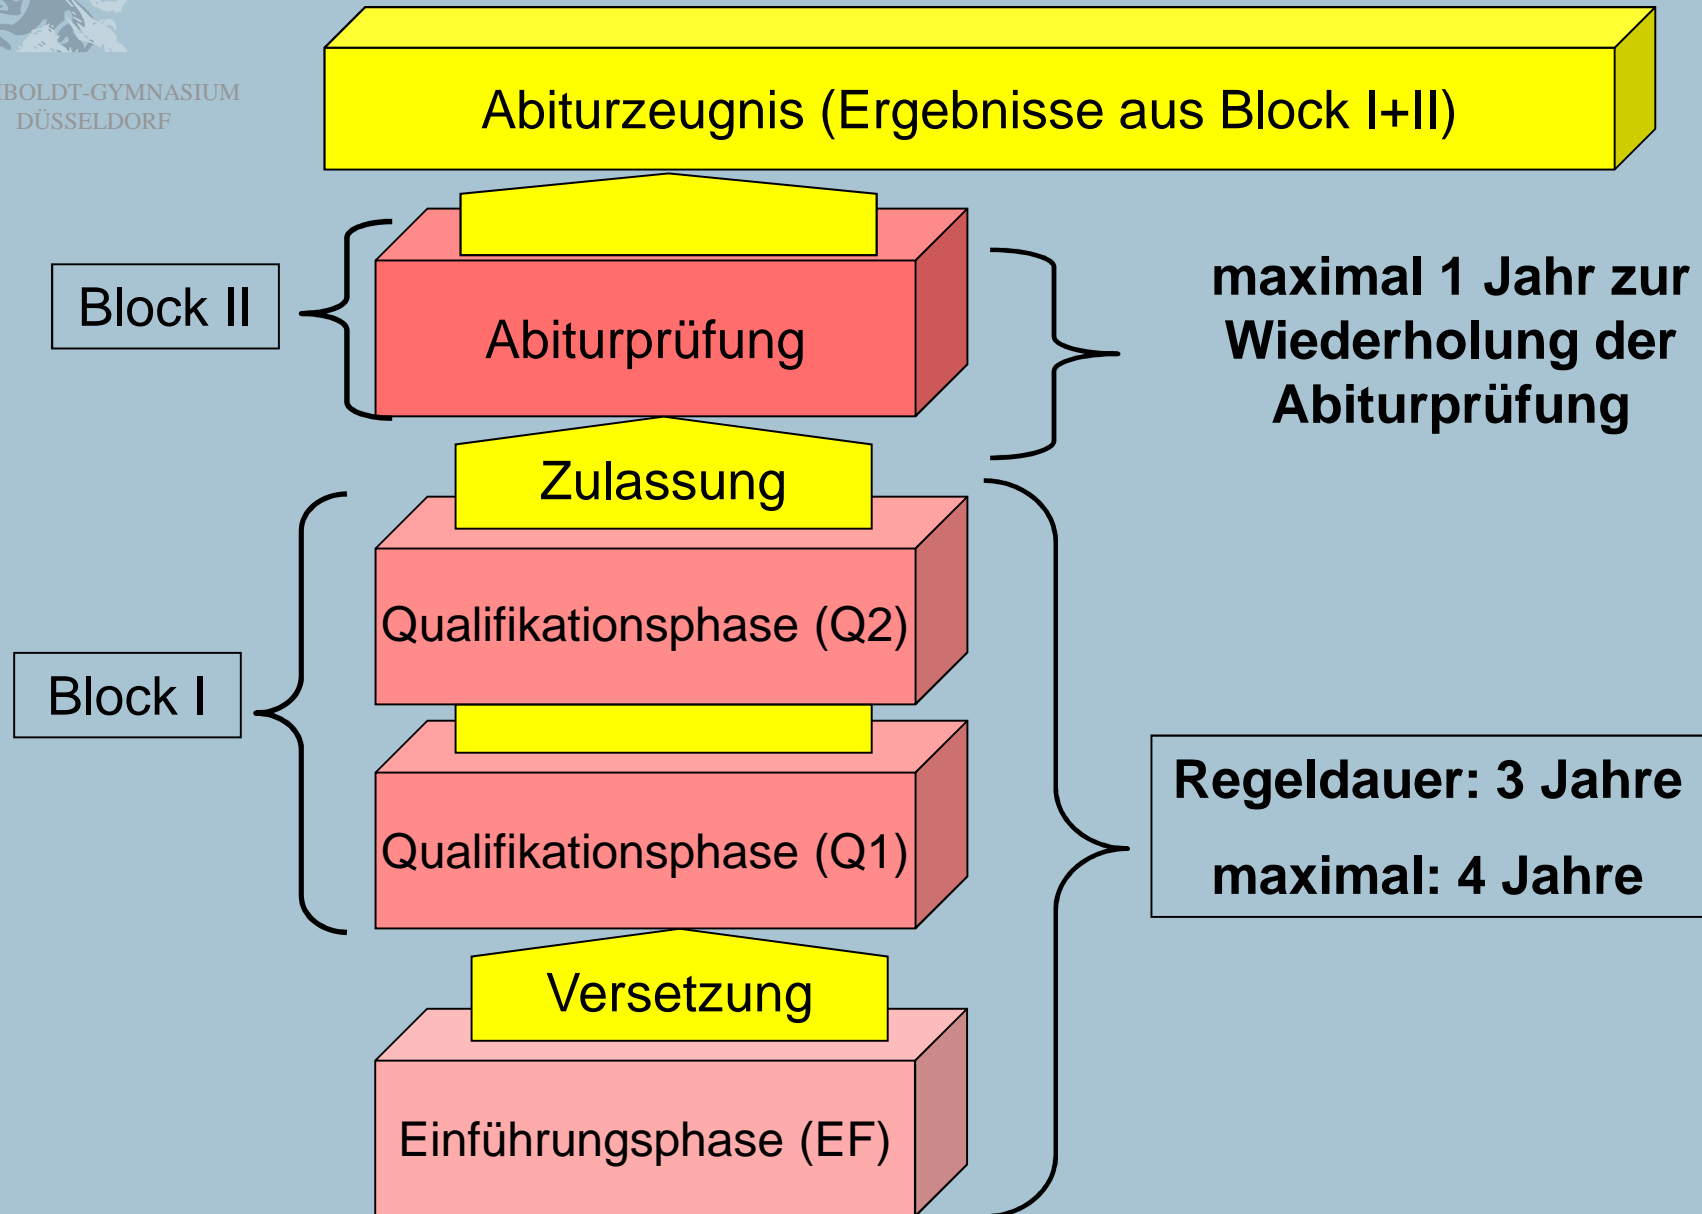 BOLDT-GYMNASIUM
DÜSSELDORF
Abiturzeugnis (Ergebnisse aus Block I+II)
Block II
Abiturprüfung
maximal 1 Jahr zur
Wiederholung der
Abiturprüfung
Zulassung
Qualifikationsphase (Q2)
Block I
Qualifikationsphase (Q1)
Regeldauer: 3 Jahre
maximal: 4 Jahre
Versetzung
Einführungsphase (EF)